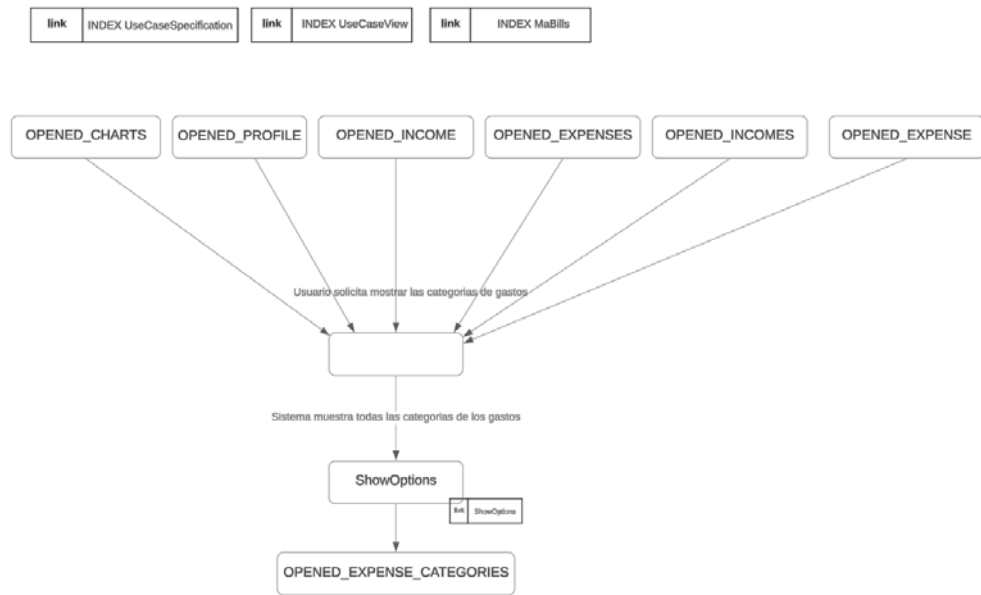 link INDEX UseCaseSpecification
link INDEX UseCaseView
link INDEX MaBills
OPENED_CHARTS
OPENED_PROFILE
OPENED_INCOME
OPENED_EXPENSES
OPENED_INCOMES
OPENED_EXPENSE
Usuario solicita mostrar las categorias de gastos
Sistema muestra todas las categorias de los gastos
ShowOptions
link ShowOptions
OPENED_EXPENSE_CATEGORIES